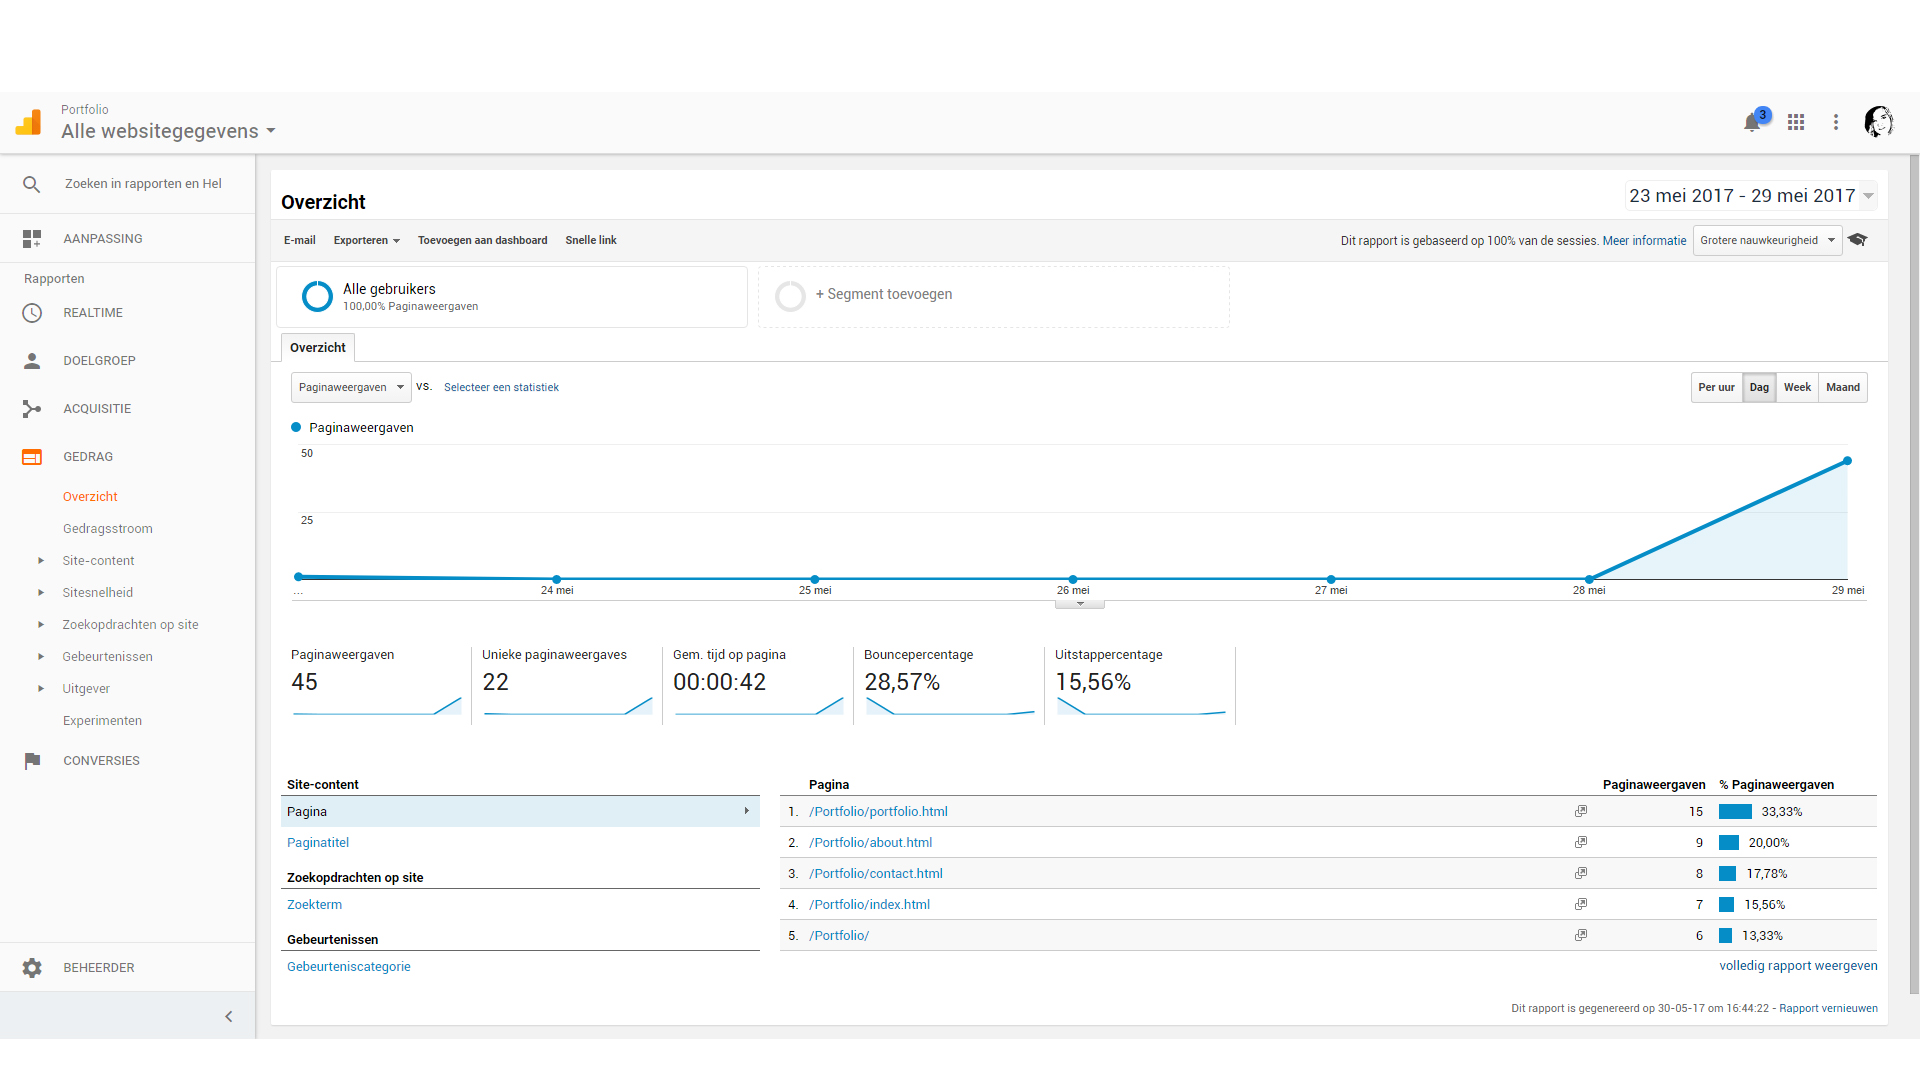 Portfolio
Alle websitegegevens
3
Zoeken in rapporten en Hel
AANPASSING
Rapporten
REALTIME
DOELGROEP
ACQUISITIE
GEDRAG
Overzicht
Gedragsstroom
Site-content
Sitesnelheid
Zoekopdrachten op site
Gebeurtenissen
Uitgever
Experimenten
CONVERSIES
BEHEERDER
Overzicht
23 mei 2017 - 29 mei 2017
E-mail Exporteren Toevoegen aan dashboard Snelle link
Dit rapport is gebaseerd op 100% van de sessies. Meer informatie Grotere nauwkeurigheid
Alle gebruikers
100,00% Paginaweergaven
+ Segment toevoegen
Overzicht
Paginaweergaven vs. Selecteer een statistiek
Per uur Dag Week Maand
Paginaweergaven
50
25
... 24 mei 25 mei 26 mei 27 mei 28 mei 29 mei
Paginaweergaven Unieke paginaweergaves Gem. tijd op pagina Bouncepercentage Uitstappercentage
45 22 00:00:42 28,57% 15,56%
Site-content
Pagina
Paginatitel
Zoekopdrachten op site
Zoekterm
Gebeurtenissen
Gebeurteniscategorie
Pagina Paginaweergaven % Paginaweergaven
1. /Portfolio/portfolio.html 15 33,33%
2. /Portfolio/about.html 9 20,00%
3. /Portfolio/contact.html 8 17,78%
4. /Portfolio/index.html 7 15,56%
5. /Portfolio/ 6 13,33%
volledig rapport weergeven
Dit rapport is gegenereerd op 30-05-17 om 16:44:22 - Rapport vernieuwen